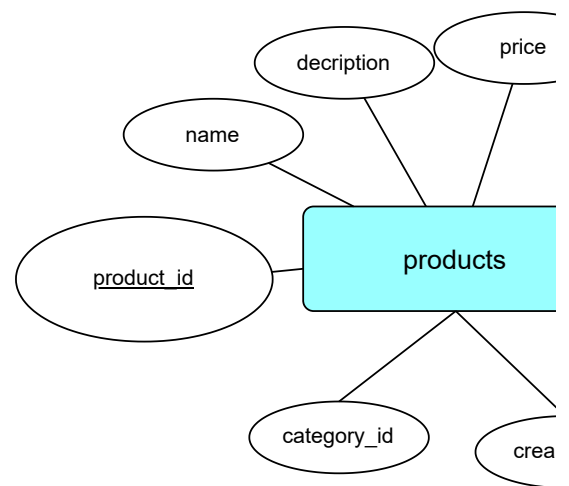 price
decription
name
products
product_id
category_id
crea